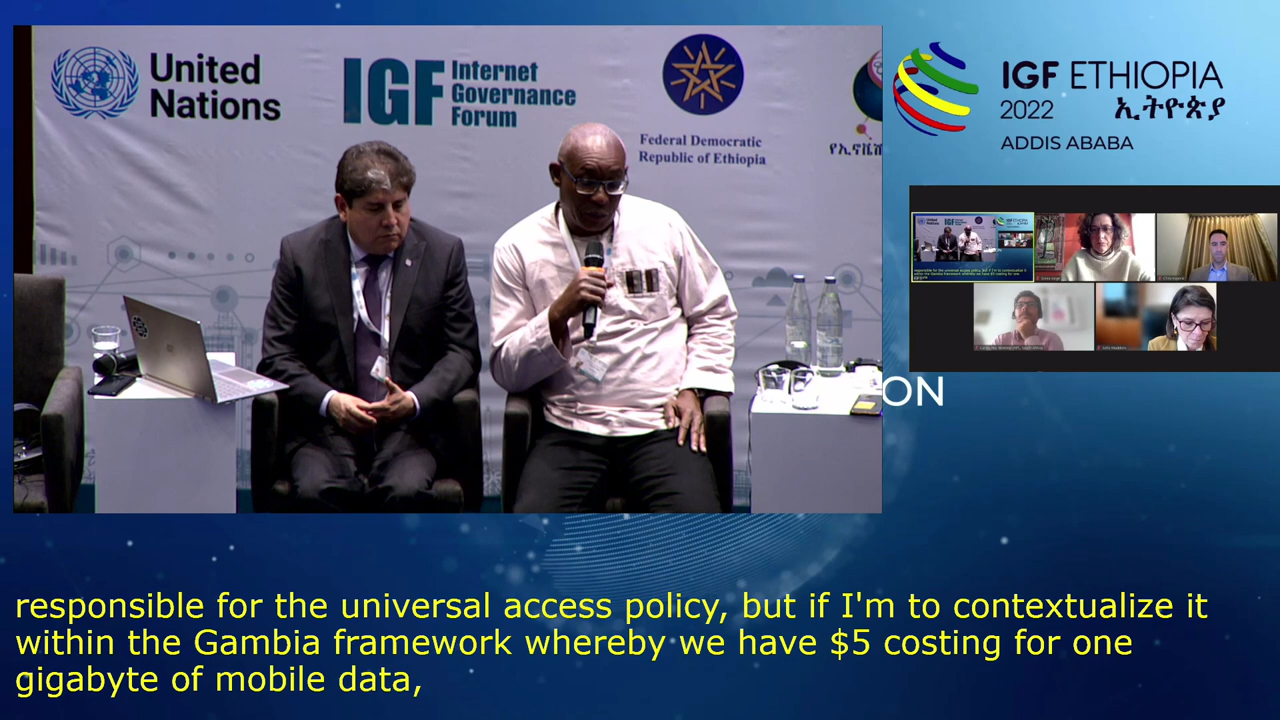 United
Nations
IGF
Internet
Governance
Forum
Federal Democratic
Republic of Ethiopia
IGF ETHIOPIA
2022 ኢትዮጵያ
ADDIS ABABA
ON
responsible for the universal access policy, but if I'm to contextualize it
within the Gambia framework whereby we have $5 costing for one
gigabyte of mobile data,